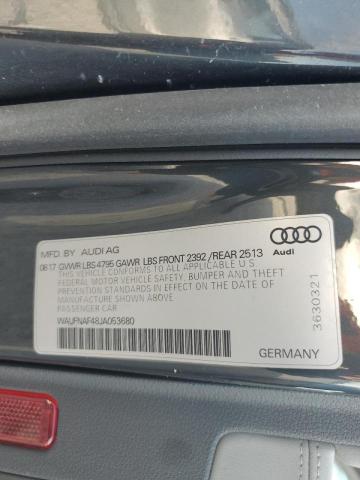 MFD. BY AUDI AG
08.17 GVWR LBS 4795 GAWR LBS FRONT 2392 / REAR 2513
THIS VEHICLE CONFORMS TO ALL APPLICABLE U S
FEDERAL MOTOR VEHICLE SAFETY, BUMPER AND
THEFT PREVENTION STANDARDS IN EFFECT ON THE
DATE OF MANUFACTURE SHOWN ABOVE.
PASSENGER CAR
WAUFNAF48JA053680
Audi
3630321
GERMANY